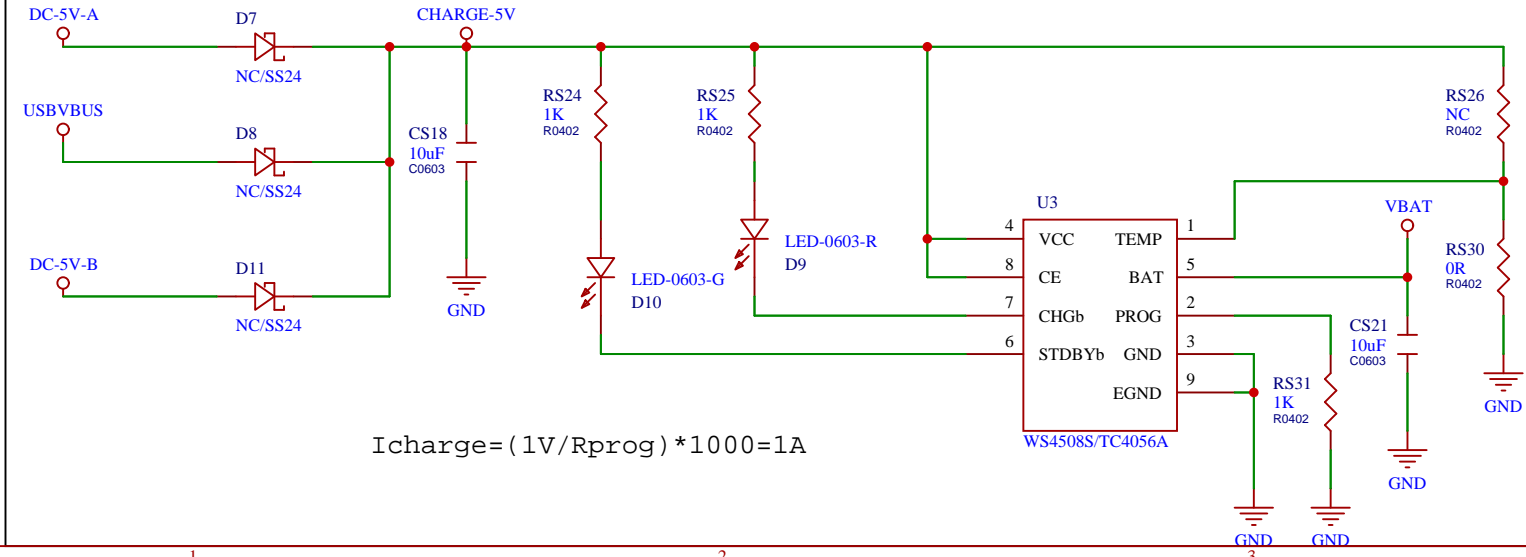 DC-5V-A
D7
NC/SS24
CHARGE-5V
USBVBUS
D8
NC/SS24
DC-5V-B
D11
NC/SS24
CS18
10uF
C0603
GND
RS24
1K
R0402
RS25
1K
R0402
LED-0603-G
D10
LED-0603-R
D9
U3
4 VCC TEMP 1
8 CE BAT 5
7 CHGb PROG 2
6 STDBYb GND 3
EGND 9
WS4508S/TC4056A
RS26
NC
R0402
VBAT
RS30
0R
R0402
GND
CS21
10uF
C0603
GND
RS31
1K
R0402
GND
GND
Icharge=(1V/Rprog)*1000=1A